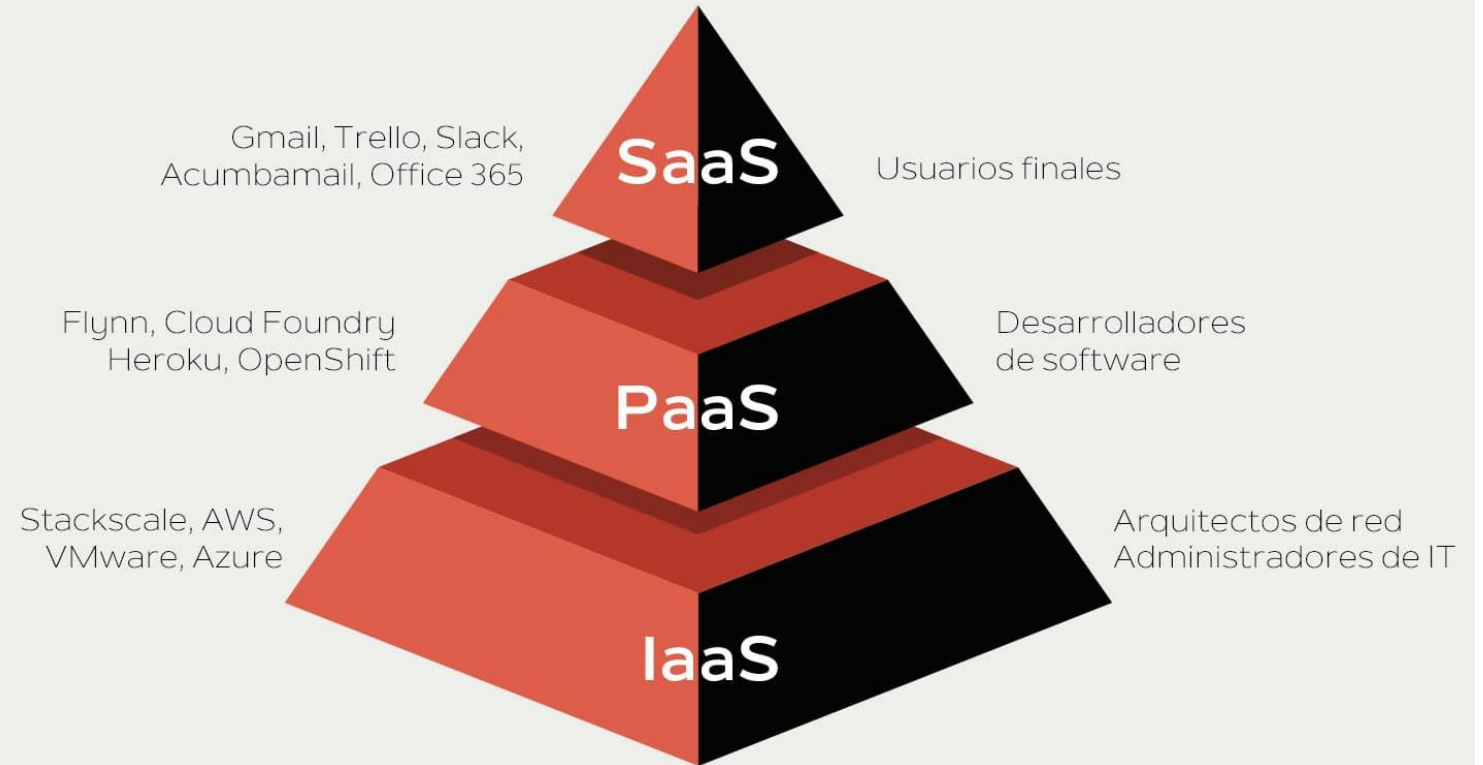 Gmail, Trello, Slack,
Acumbamail, Office 365
SaaS
Usuarios finales
Flynn, Cloud Foundry
Heroku, OpenShift
PaaS
Desarrolladores
de software
Stackscale, AWS,
VMware, Azure
IaaS
Arquitectos de red
Administradores de IT